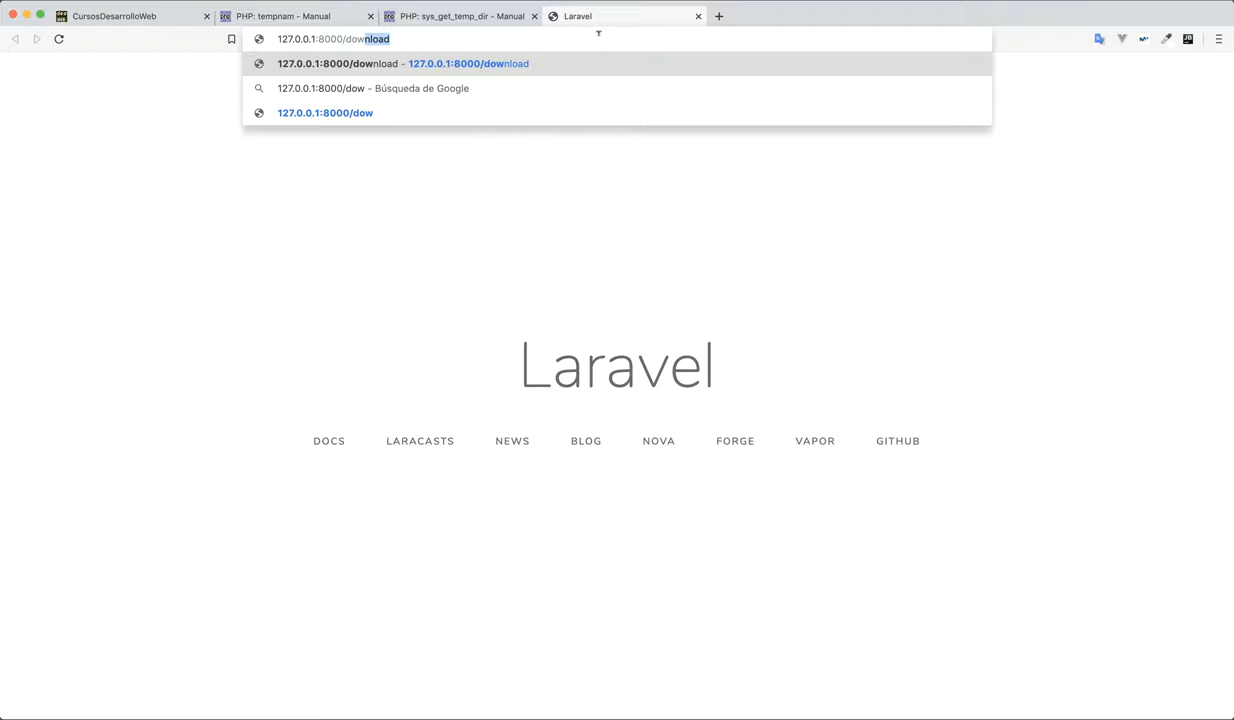 CursosDesarrolloWeb
PHP: tempnam - Manual
PHP: sys_get_temp_dir - Manual
Laravel
127.0.0.1:8000/download
127.0.0.1:8000/download - 127.0.0.1:8000/download
127.0.0.1:8000/dow - Búsqueda de Google
127.0.0.1:8000/dow
Laravel
DOCS LARACASTS NEWS BLOG NOVA FORGE VAPOR GITHUB